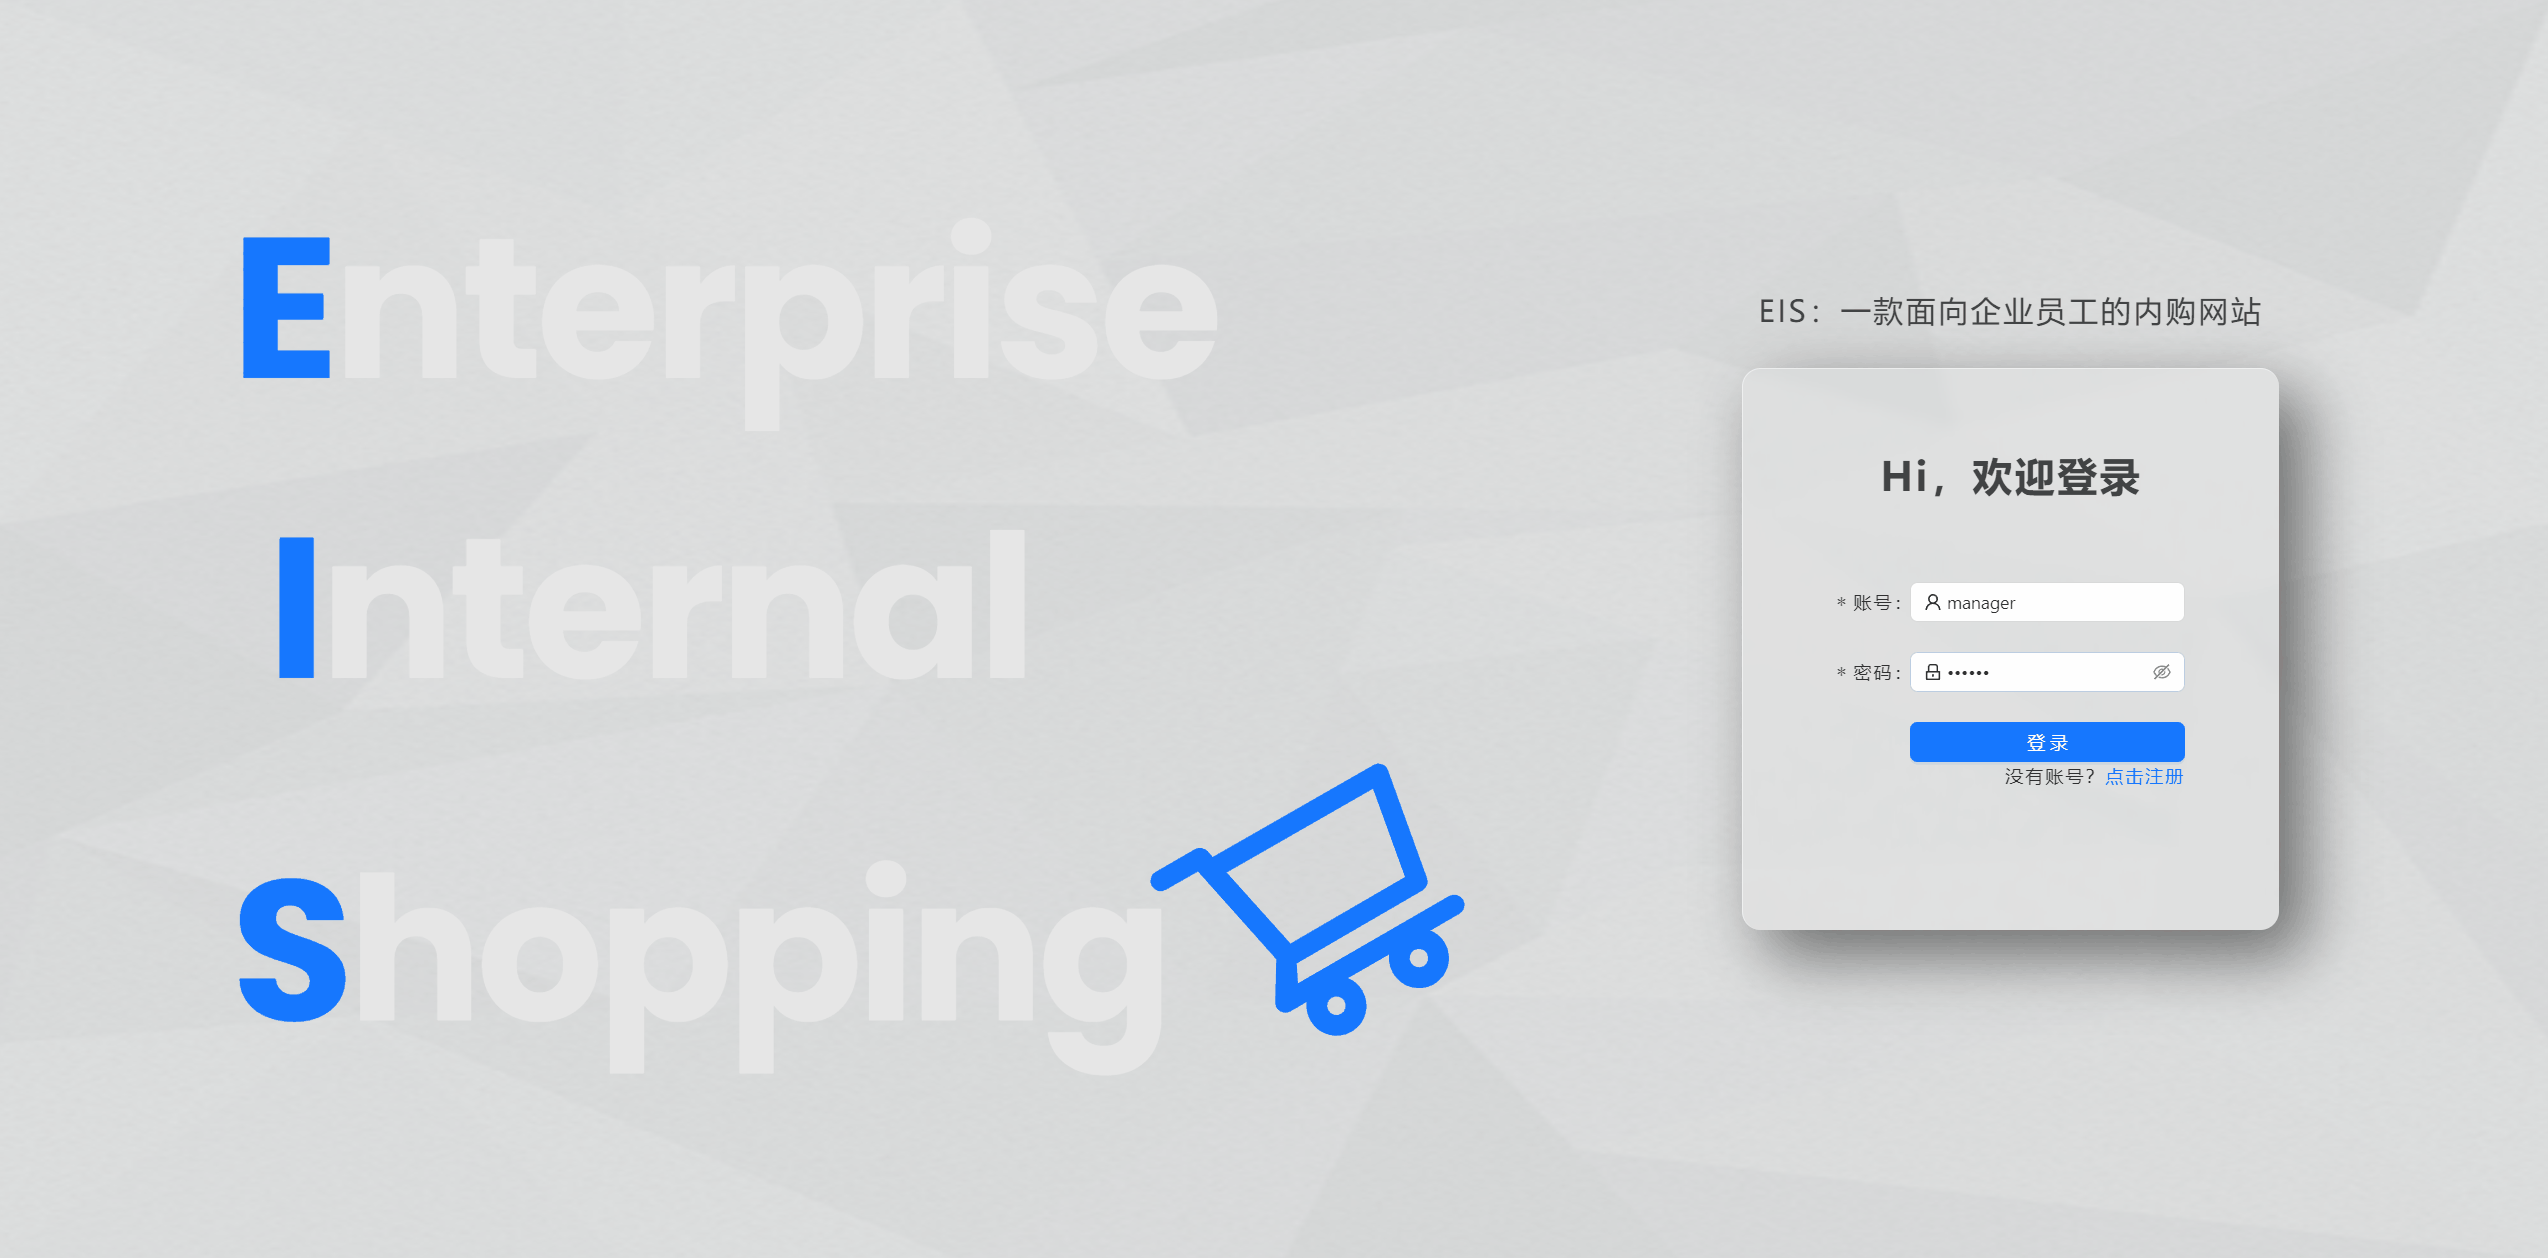 Enterprise
Internal
Shopping
EIS：一款面向企业员工的内购网站
Hi，欢迎登录
* 账号： manager
* 密码： ••••••
登录
没有账号？点击注册